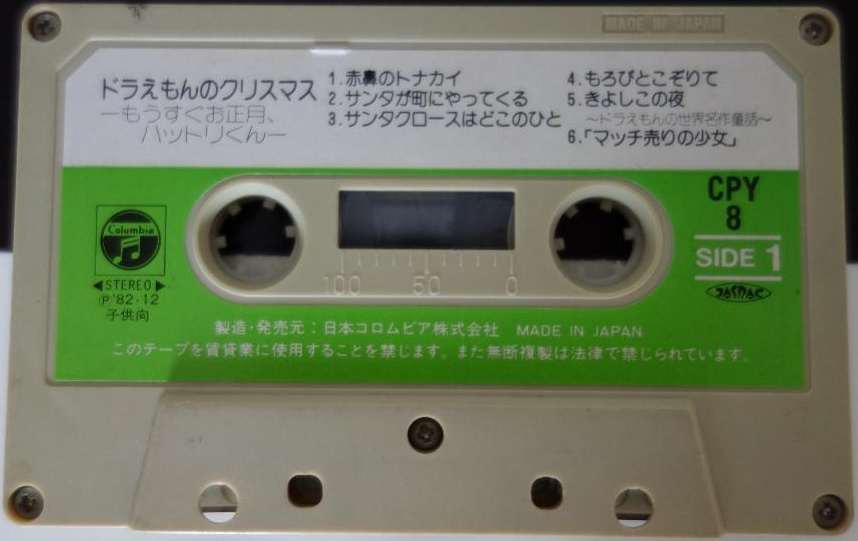 MADE IN JAPAN
ドラえもんのクリスマス
―もうすぐお正月、
ハットリくん―
1.赤鼻のトナカイ
2.サンタが町にやってくる
3.サンタクロースはどこのひと
4.もろびとこぞりて
5.きよしこの夜
〜ドラえもんの世界名作童話〜
6.「マッチ売りの少女」
CPY
8
SIDE 1
JASRAC
Columbia
◀STEREO▶
Ⓟ'82・12
子供向
100 50 0
製造・発売元:日本コロムビア株式会社 MADE IN JAPAN
このテープを賃貸業に使用することを禁じます。また無断複製は法律で禁じられています。